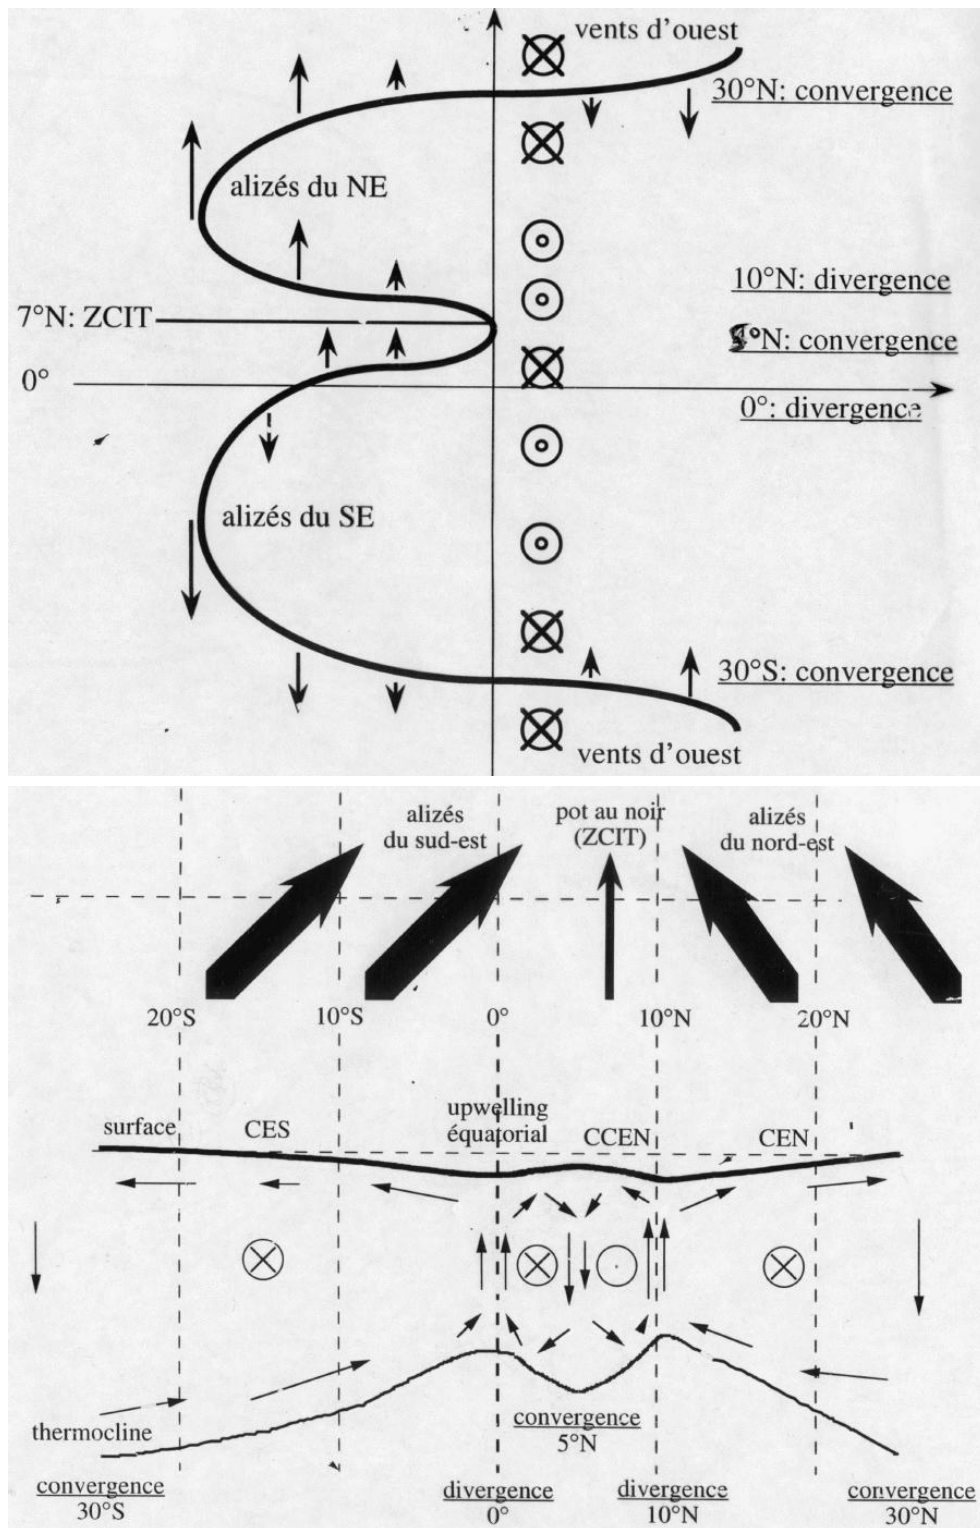 vents d'ouest
30°N: convergence
alizés du NE
10°N: divergence
7°N: ZCIT
°N: convergence
0°
0°: divergence
alizés du SE
30°S: convergence
vents d'ouest
alizés
du sud-est
pot au noir
(ZCIT)
alizés
du nord-est
20°S
10°S
0°
10°N
20°N
surface
CES
upwelling
équatorial
CCEN
CEN
thermocline
convergence
5°N
convergence
30°S
divergence
0°
divergence
10°N
convergence
30°N